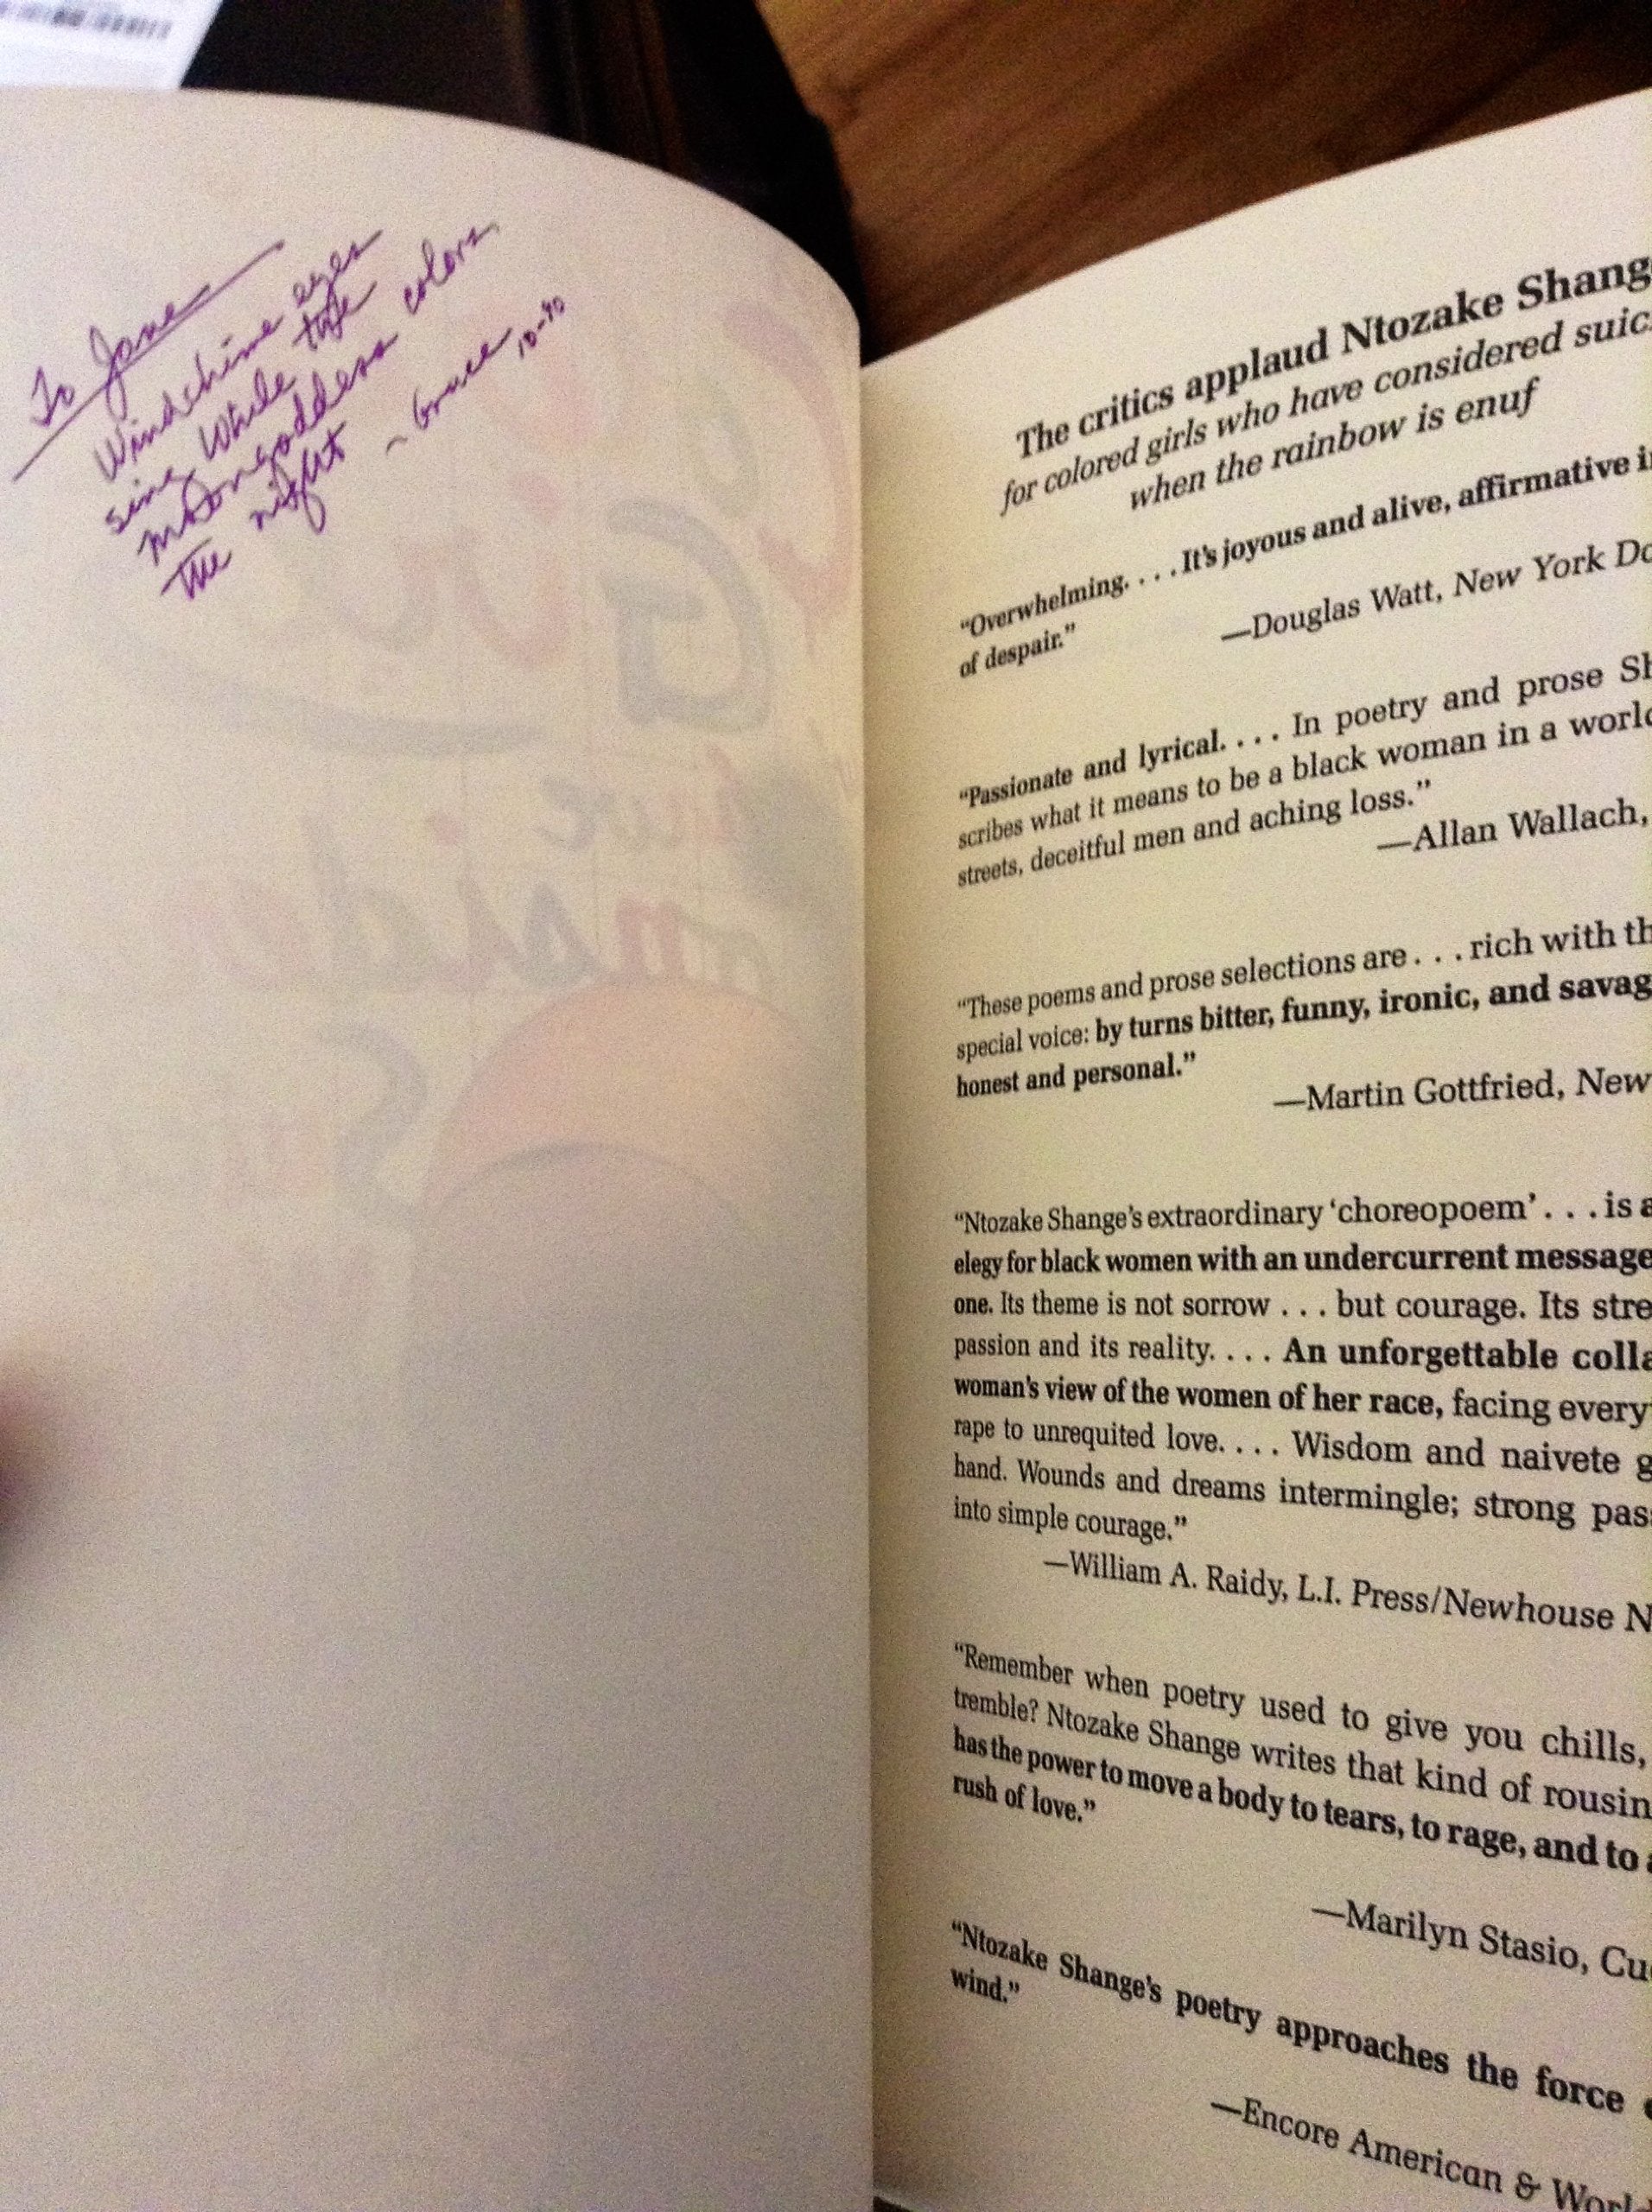 To Jane
Windchime eyes
sing while the
moongoddess colors
the night
~ Grace 10-90
The critics applaud Ntozake Shang
for colored girls who have considered suic
when the rainbow is enuf
“Overwhelming. . . . It’s joyous and alive, affirmative i
of despair.”
—Douglas Watt, New York Da
“Passionate and lyrical. . . . In poetry and prose Sh
scribes what it means to be a black woman in a world
streets, deceitful men and aching loss.”
—Allan Wallach,
“These poems and prose selections are . . . rich with th
special voice: by turns bitter, funny, ironic, and savag
honest and personal.”
—Martin Gottfried, New
“Ntozake Shange’s extraordinary ‘choreopoem’ . . . is a
elegy for black women with an undercurrent message
one. Its theme is not sorrow . . . but courage. Its stre
passion and its reality. . . . An unforgettable colla
woman’s view of the women of her race, facing every
rape to unrequited love. . . . Wisdom and naivete g
hand. Wounds and dreams intermingle; strong pas
into simple courage.”
—William A. Raidy, L.I. Press/Newhouse N
“Remember when poetry used to give you chills,
tremble? Ntozake Shange writes that kind of rousin
has the power to move a body to tears, to rage, and to a
rush of love.”
—Marilyn Stasio, Cu
“Ntozake Shange’s poetry approaches the force
wind.”
—Encore American & Worl